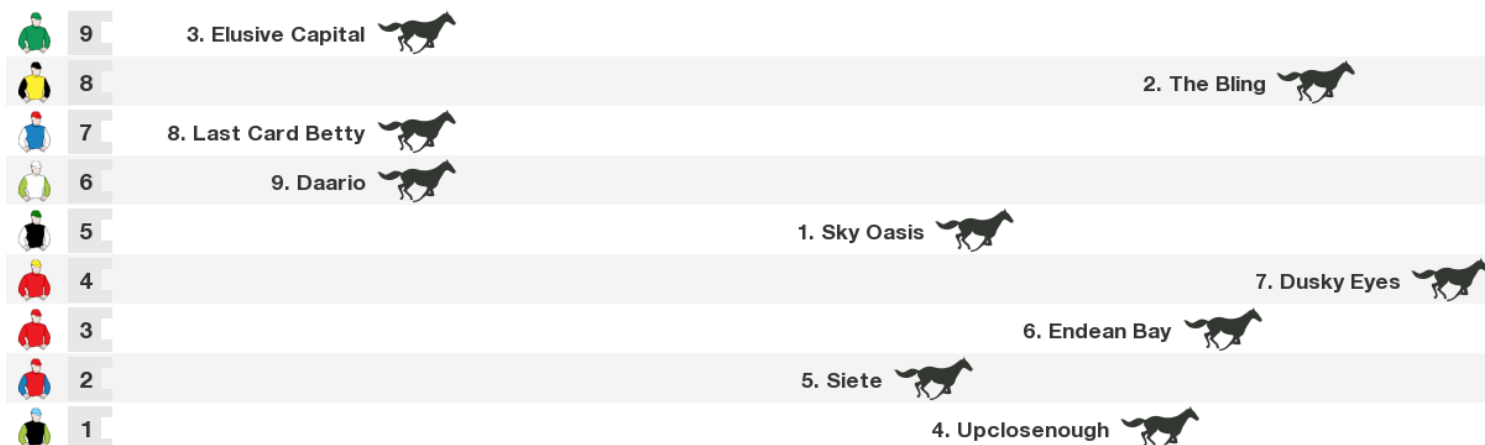 9 3. Elusive Capital
8 2. The Bling
7 8. Last Card Betty
6 9. Daario
5 1. Sky Oasis
4 7. Dusky Eyes
3 6. Endean Bay
2 5. Siete
1 4. Upclosenough